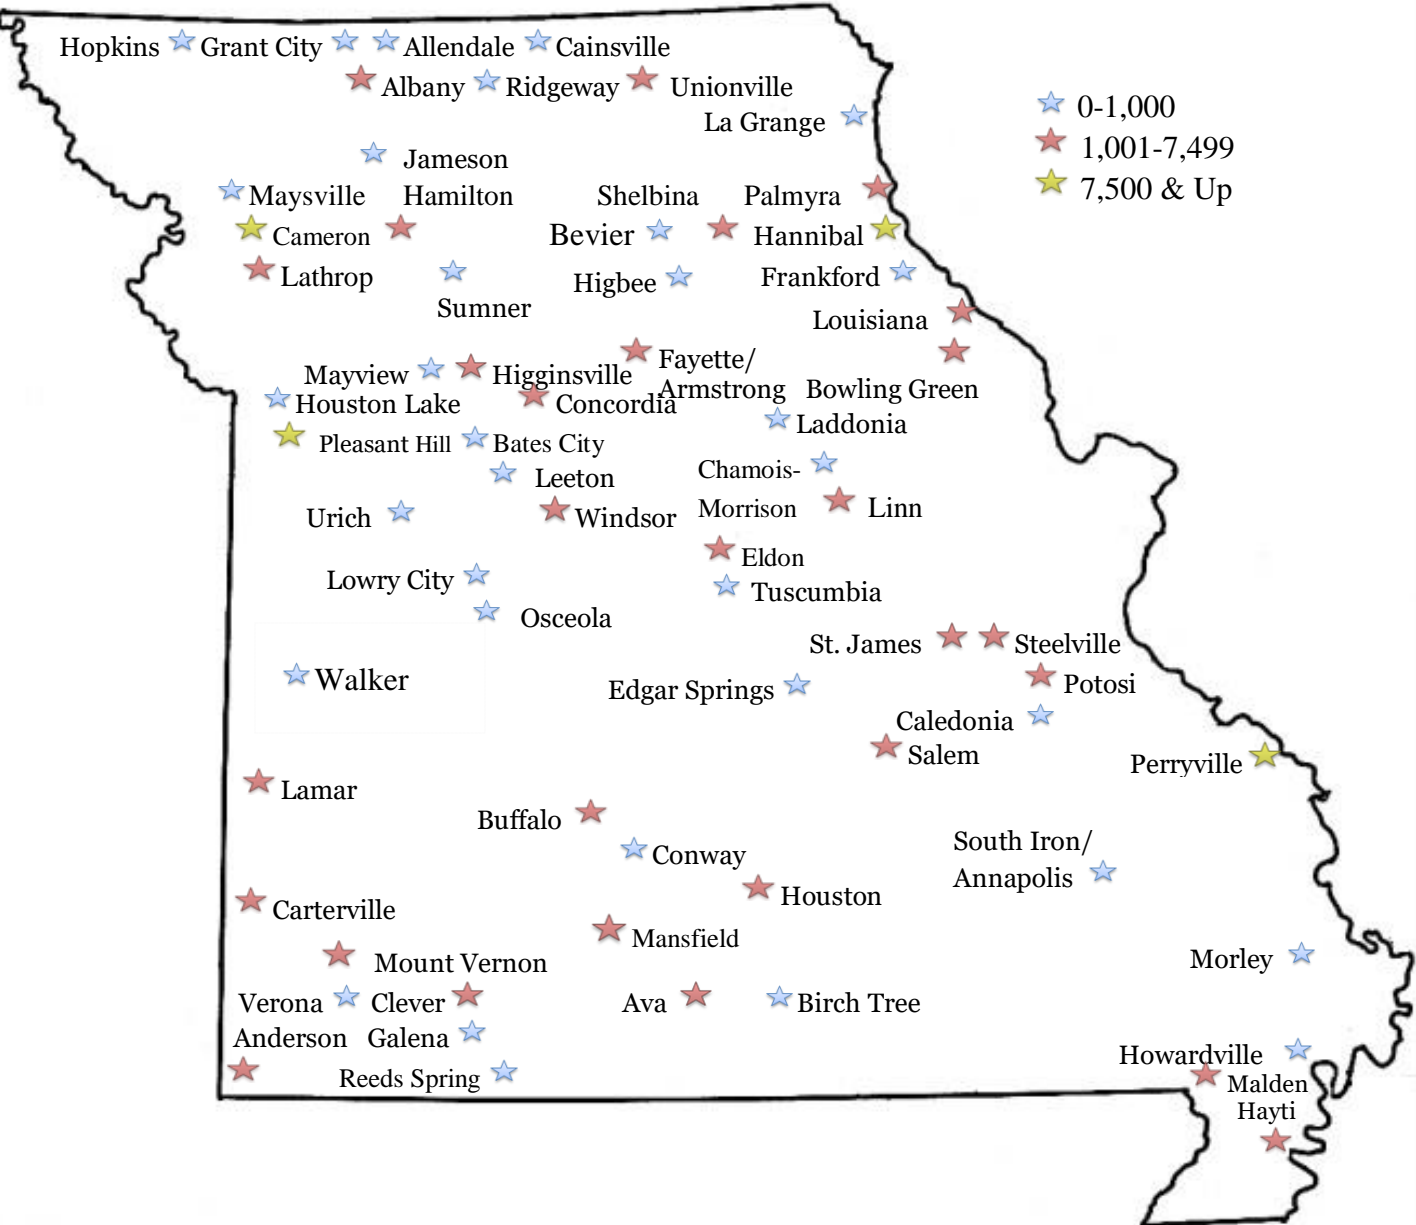 Hopkins
Grant City
Allendale
Cainsville
Albany
Ridgeway
Unionville
La Grange
0-1,000
1,001-7,499
7,500 & Up
Jameson
Maysville
Hamilton
Shelbina
Palmyra
Cameron
Bevier
Hannibal
Lathrop
Sumner
Higbee
Frankford
Louisiana
Mayview
Higginsville
Fayette/
Armstrong
Bowling Green
Houston Lake
Concordia
Laddonia
Pleasant Hill
Bates City
Leeton
Chamois-
Morrison
Linn
Urich
Windsor
Eldon
Tuscumbia
Lowry City
Osceola
St. James
Steelville
Walker
Edgar Springs
Potosi
Caledonia
Salem
Perryville
Lamar
Buffalo
Conway
South Iron/
Annapolis
Houston
Carterville
Mansfield
Mount Vernon
Morley
Verona
Clever
Ava
Birch Tree
Anderson
Galena
Reeds Spring
Howardville
Malden
Hayti